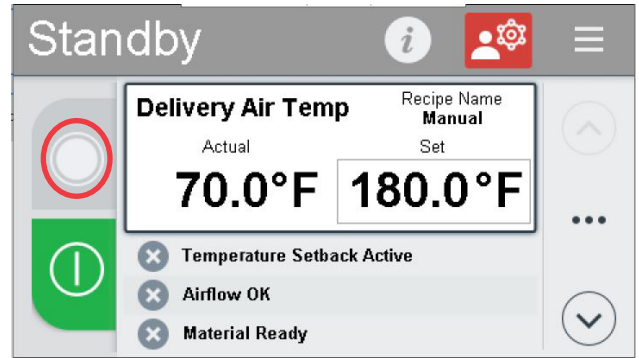 Standby
Delivery Air Temp
Recipe Name
Manual
Actual
Set
70.0°F
180.0°F
Temperature Setback Active
Airflow OK
Material Ready